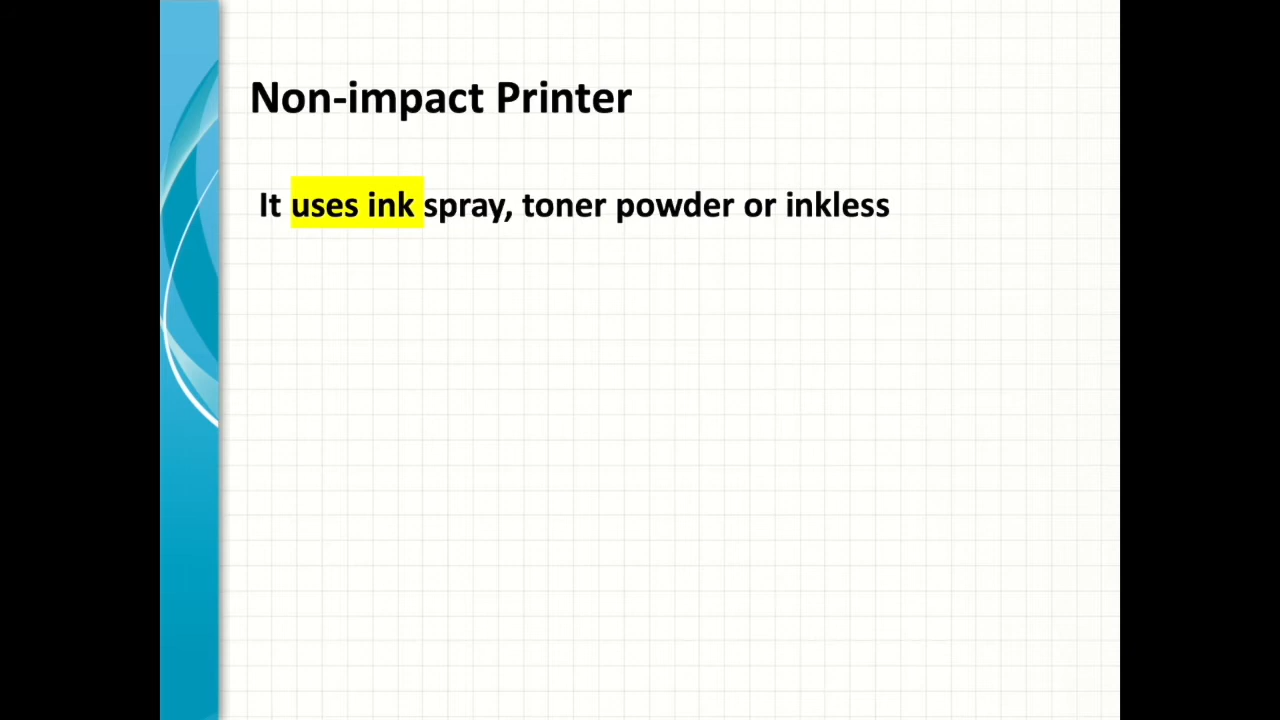 Non-impact Printer
It uses ink spray, toner powder or inkless